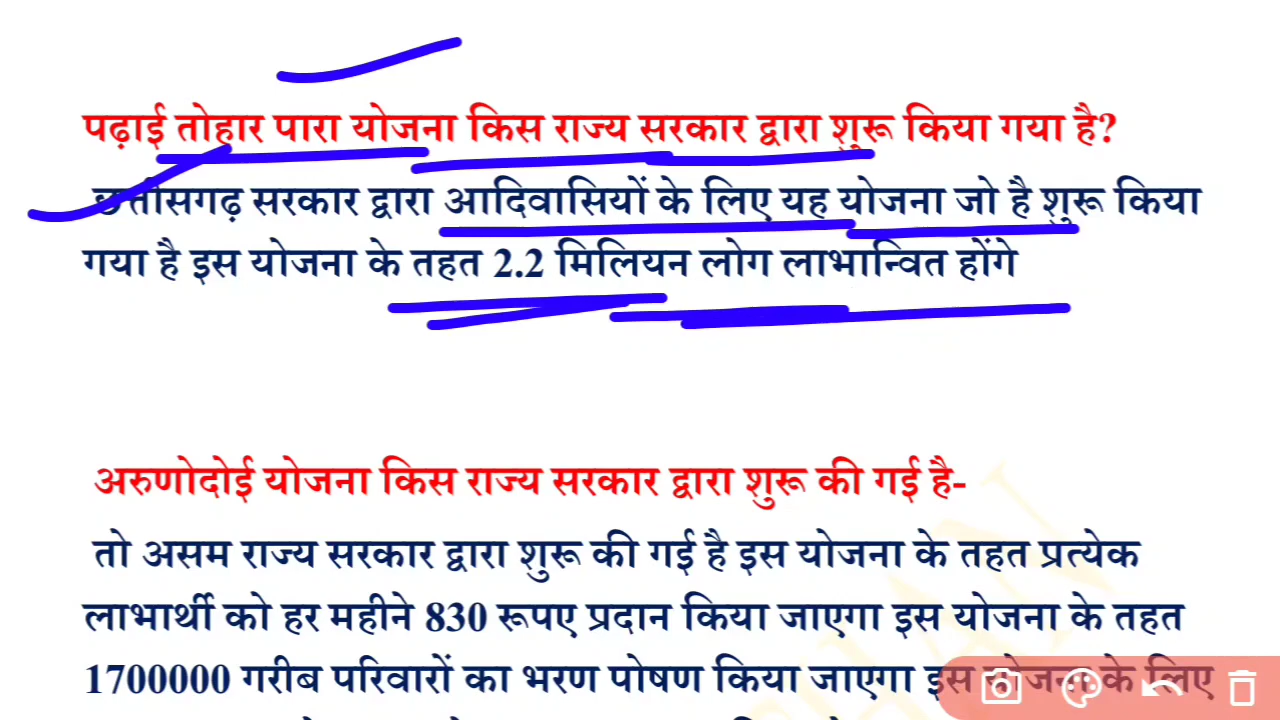 पढ़ाई तोहार पारा योजना किस राज्य सरकार द्वारा शुरू किया गया है?
छत्तीसगढ़ सरकार द्वारा आदिवासियों के लिए यह योजना जो है शुरू किया
गया है इस योजना के तहत 2.2 मिलियन लोग लाभान्वित होंगे
अरुणोदोई योजना किस राज्य सरकार द्वारा शुरू की गई है-
तो असम राज्य सरकार द्वारा शुरू की गई है इस योजना के तहत प्रत्येक
लाभार्थी को हर महीने 830 रूपए प्रदान किया जाएगा इस योजना के तहत
1700000 गरीब परिवारों का भरण पोषण किया जाएगा इस योजना के लिए